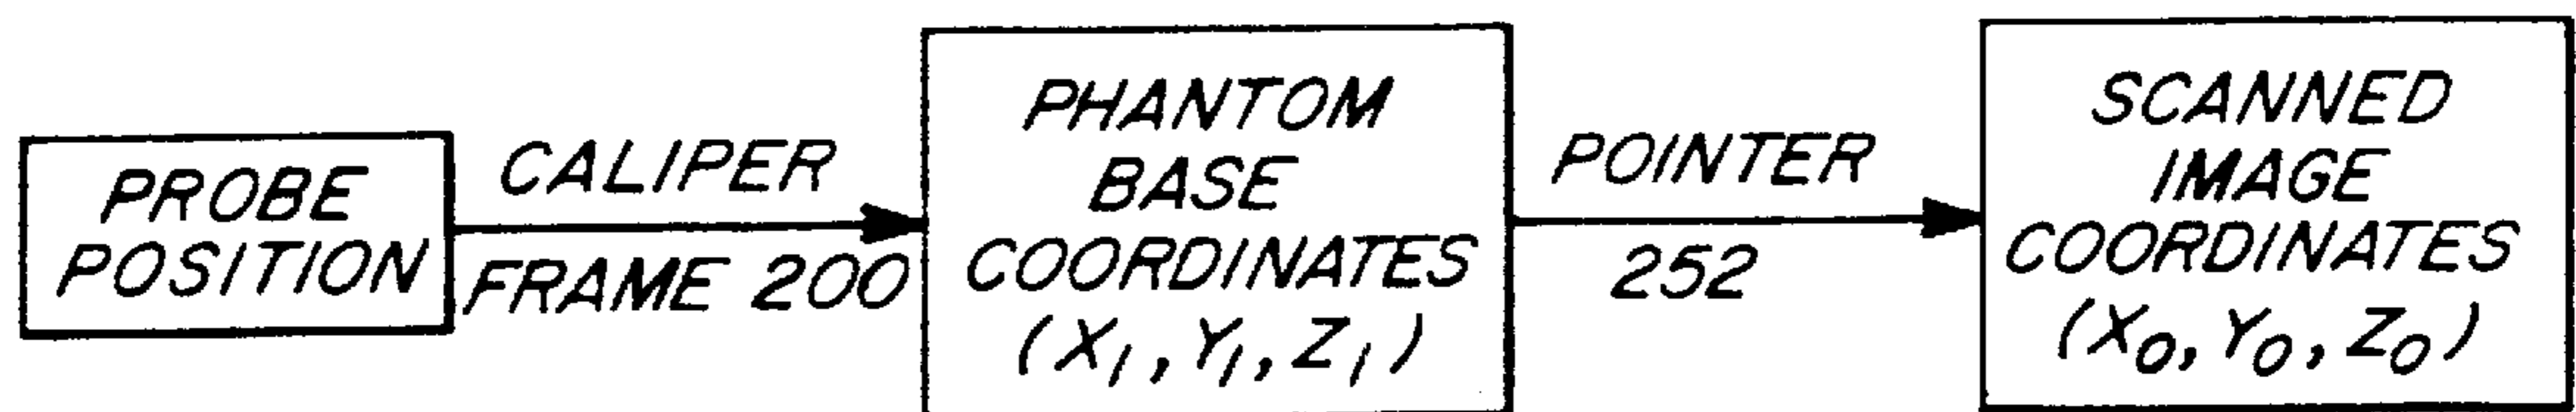 PROBE
POSITION
CALIPER
FRAME 200
PHANTOM
BASE
COORDINATES
(X₁, Y₁, Z₁)
POINTER
252
SCANNED
IMAGE
COORDINATES
(X₀, Y₀, Z₀)